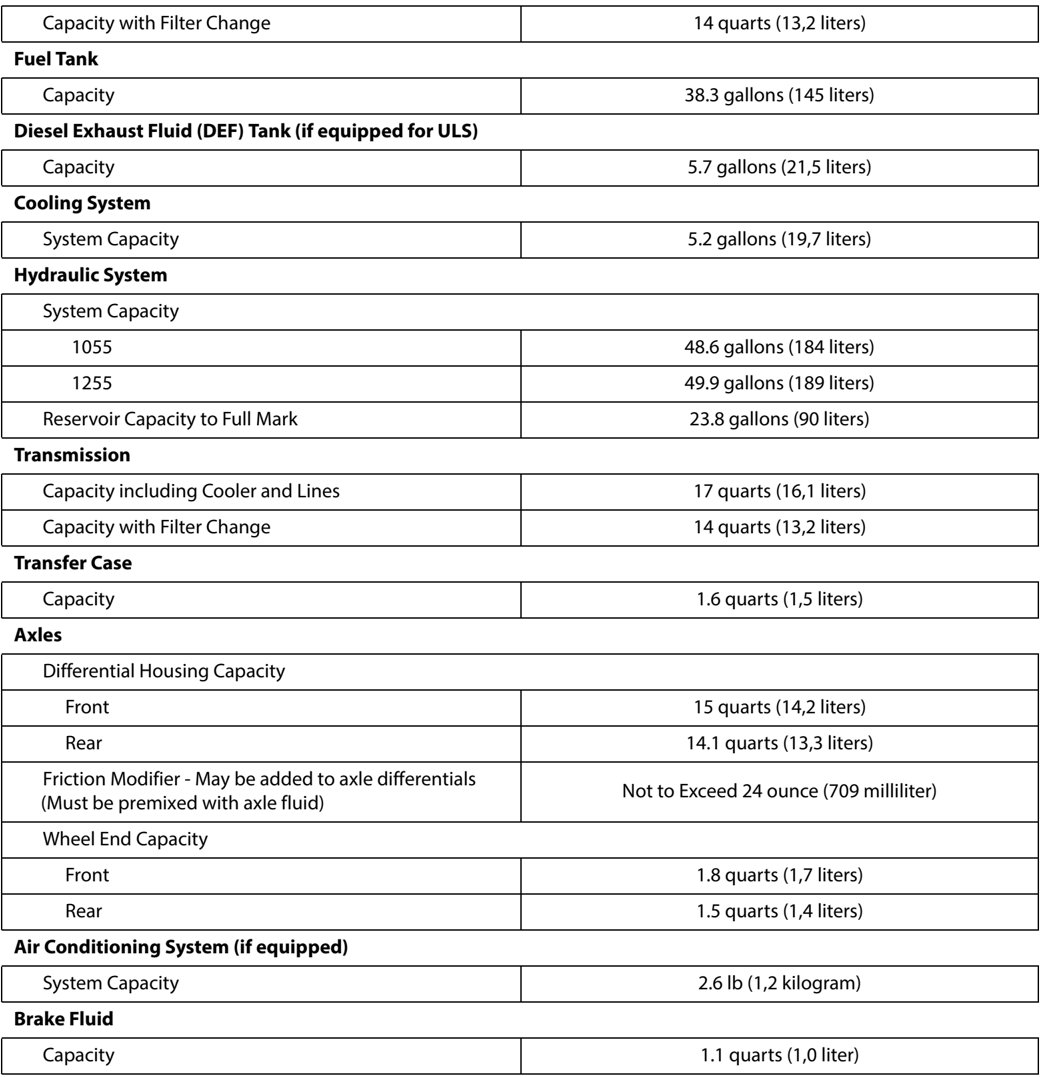 Capacity with Filter Change 14 quarts (13,2 liters)
Fuel Tank
Capacity 38.3 gallons (145 liters)
Diesel Exhaust Fluid (DEF) Tank (if equipped for ULS)
Capacity 5.7 gallons (21,5 liters)
Cooling System
System Capacity 5.2 gallons (19,7 liters)
Hydraulic System
System Capacity
1055 48.6 gallons (184 liters)
1255 49.9 gallons (189 liters)
Reservoir Capacity to Full Mark 23.8 gallons (90 liters)
Transmission
Capacity including Cooler and Lines 17 quarts (16,1 liters)
Capacity with Filter Change 14 quarts (13,2 liters)
Transfer Case
Capacity 1.6 quarts (1,5 liters)
Axles
Differential Housing Capacity
Front 15 quarts (14,2 liters)
Rear 14.1 quarts (13,3 liters)
Friction Modifier - May be added to axle differentials
(Must be premixed with axle fluid) Not to Exceed 24 ounce (709 milliliter)
Wheel End Capacity
Front 1.8 quarts (1,7 liters)
Rear 1.5 quarts (1,4 liters)
Air Conditioning System (if equipped)
System Capacity 2.6 lb (1,2 kilogram)
Brake Fluid
Capacity 1.1 quarts (1,0 liter)